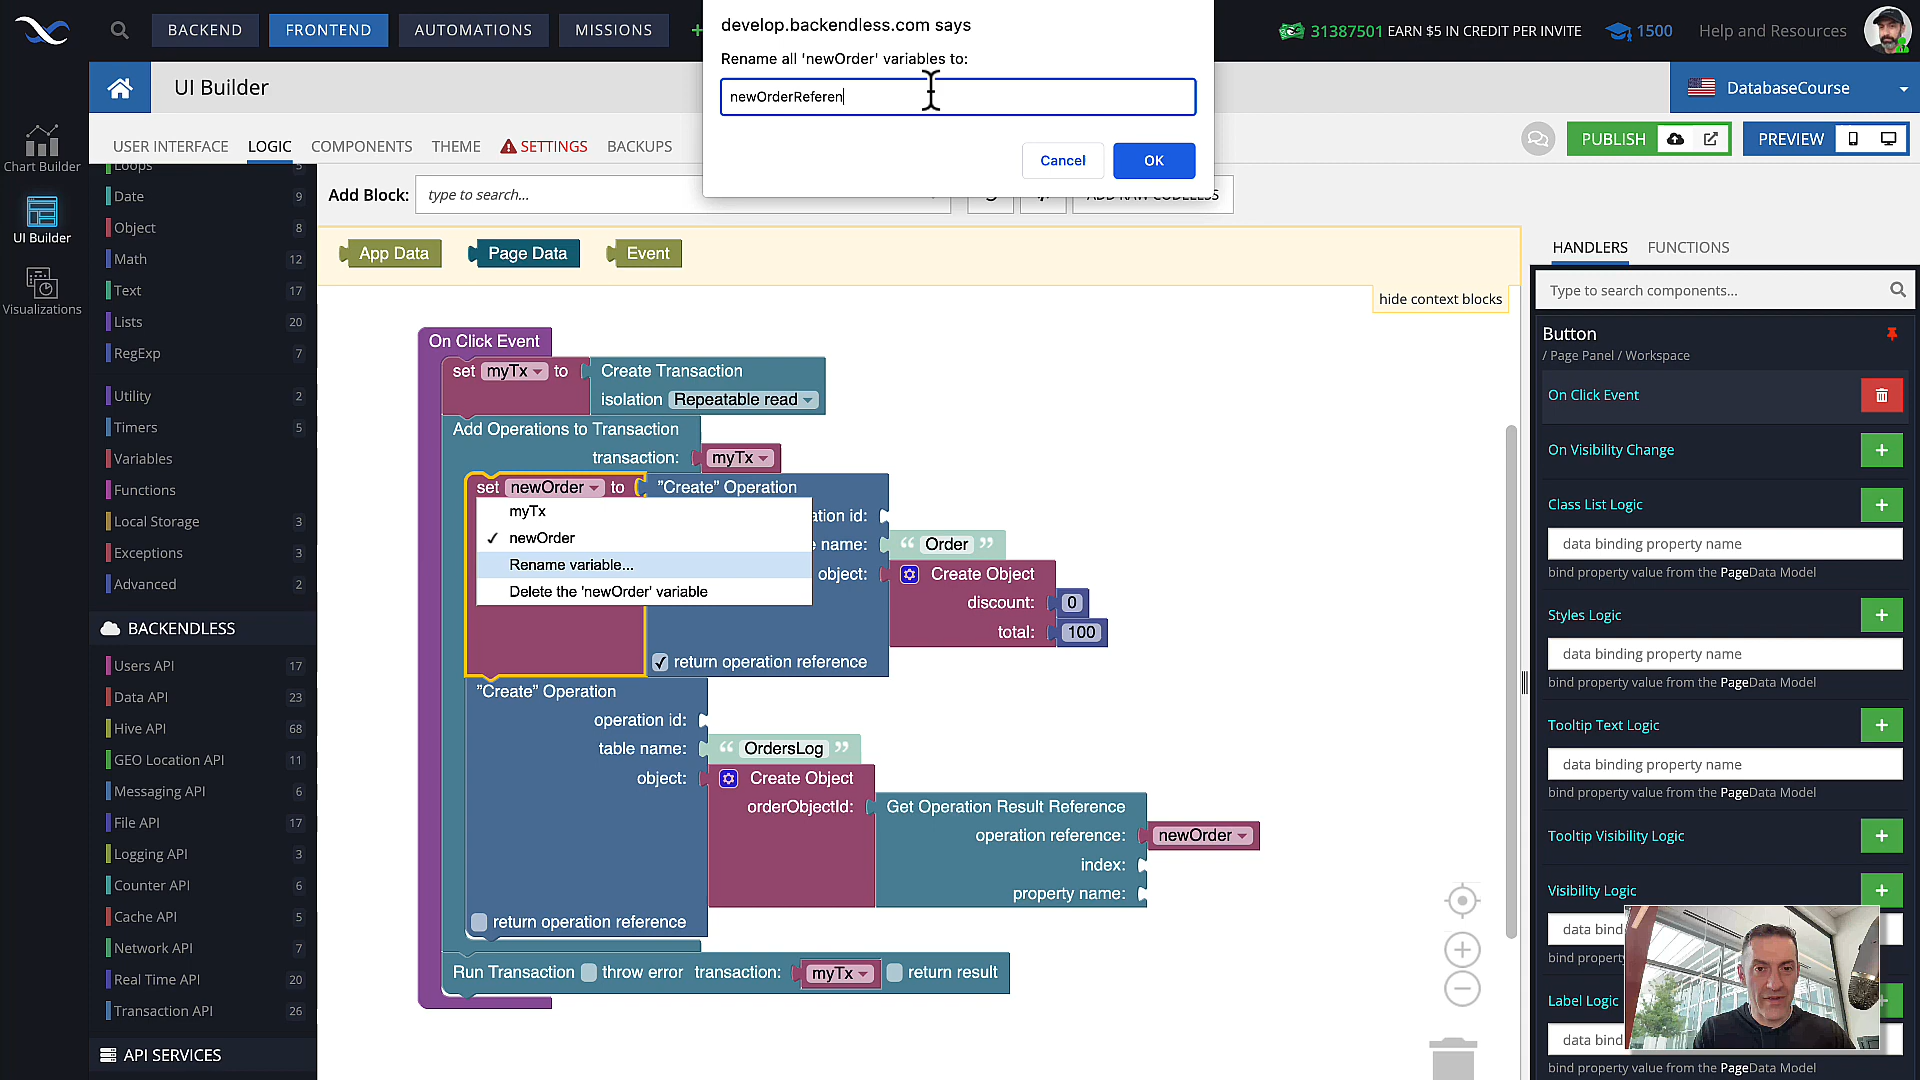 develop.backendless.com says
Rename all 'newOrder' variables to:
newOrderReferen
Cancel
OK
BACKEND
FRONTEND
AUTOMATIONS
MISSIONS
+
31387501 EARN $5 IN CREDIT PER INVITE
1500
Help and Resources
UI Builder
DatabaseCourse
USER INTERFACE
LOGIC
COMPONENTS
THEME
SETTINGS
BACKUPS
PUBLISH
PREVIEW
Chart Builder
UI Builder
Visualizations
Loops 5
Date 9
Object 8
Math 12
Text 17
Lists 20
RegExp 7
Utility 2
Timers 5
Variables
Functions
Local Storage 3
Exceptions 3
Advanced 2
BACKENDLESS
Users API 17
Data API 23
Hive API 68
GEO Location API 11
Messaging API 6
File API 17
Logging API 3
Counter API 6
Cache API 5
Network API 7
Real Time API 20
Transaction API 26
API SERVICES
Add Block:
type to search...
ADD RAW CODELESS
App Data
Page Data
Event
hide context blocks
On Click Event
set myTx to
Create Transaction
isolation Repeatable read
Add Operations to Transaction
transaction: myTx
set newOrder to
"Create" Operation
myTx
✓ newOrder
Rename variable...
Delete the 'newOrder' variable
ation id:
name:
“ Order ”
object:
Create Object
discount: 0
total: 100
return operation reference
"Create" Operation
operation id:
table name:
“ OrdersLog ”
object:
Create Object
orderObjectId:
Get Operation Result Reference
operation reference: newOrder
index:
property name:
return operation reference
Run Transaction
throw error
transaction: myTx
return result
HANDLERS
FUNCTIONS
Type to search components...
Button
/ Page Panel / Workspace
On Click Event
On Visibility Change
Class List Logic
data binding property name
bind property value from the PageData Model
Styles Logic
data binding property name
bind property value from the PageData Model
Tooltip Text Logic
data binding property name
bind property value from the PageData Model
Tooltip Visibility Logic
Visibility Logic
data bind
bind property
Label Logic
data bind
bind property value from the PageData Model